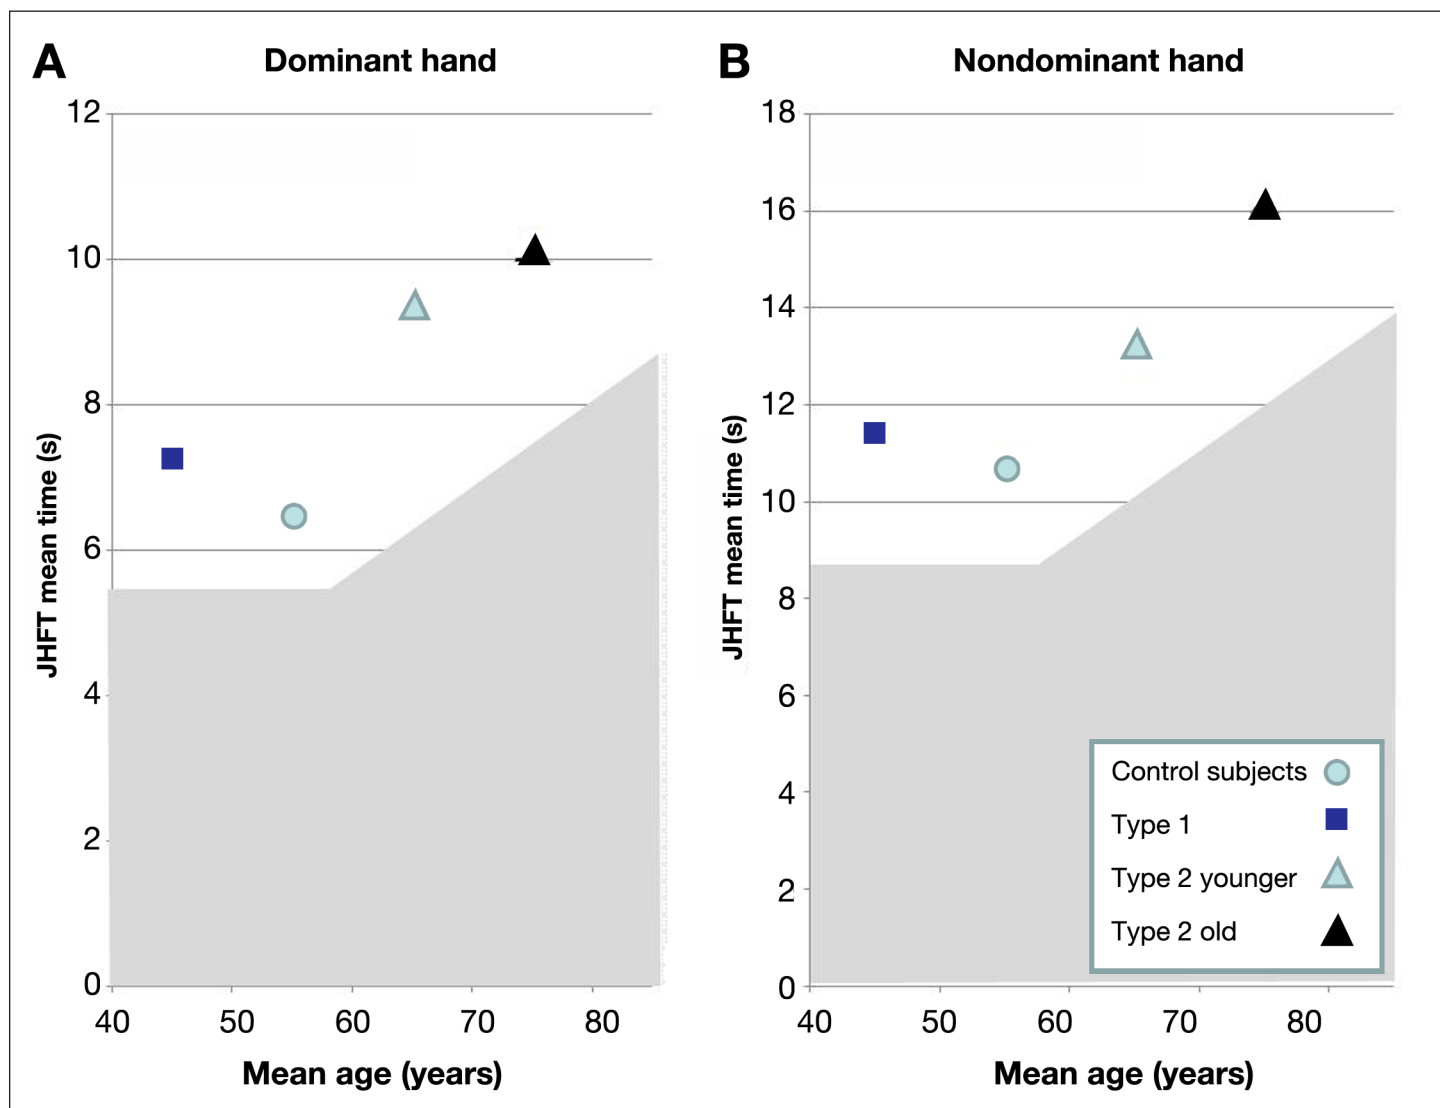 A
Dominant hand
12
10
8
6
4
2
0
JHFT mean time (s)
40 50 60 70 80
Mean age (years)
B
Nondominant hand
18
16
14
12
10
8
6
4
2
0
JHFT mean time (s)
40 50 60 70 80
Mean age (years)
Control subjects
Type 1
Type 2 younger
Type 2 old